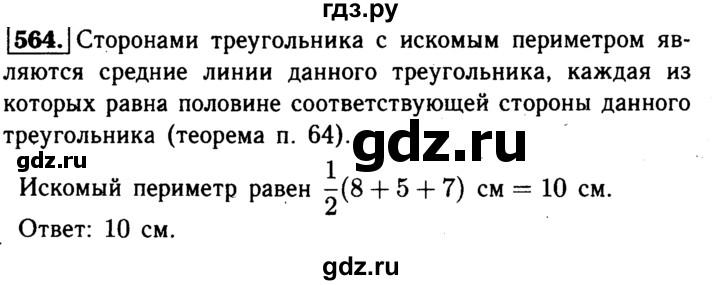 гдз.ру
564. Сторонами треугольника с искомым периметром яв-
ляются средние линии данного треугольника, каждая из
которых равна половине соответствующей стороны данного
треугольника (теорема п. 64).
gdz.ru
gdz.ru
Искомый периметр равен 1/2 (8 + 5 + 7) см = 10 см.
Ответ: 10 см.
gdz.ru